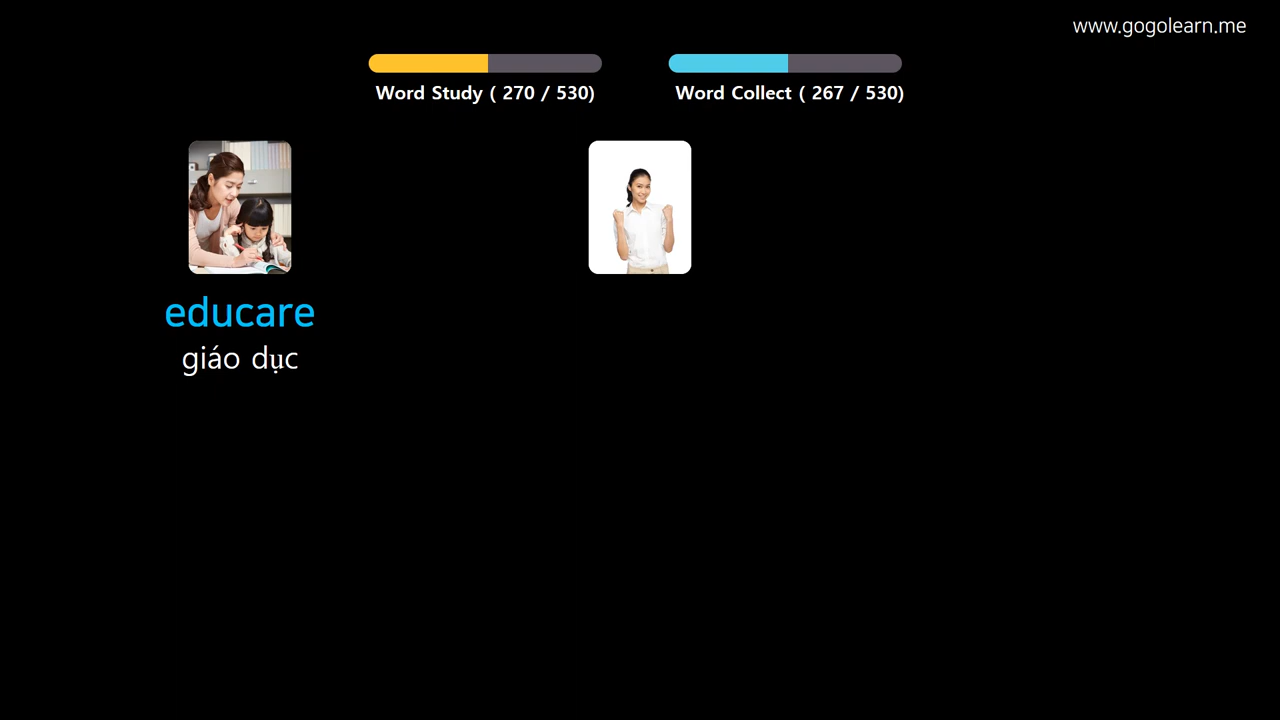 www.gogolearn.me
Word Study ( 270 / 530)
Word Collect ( 267 / 530)
educare
giáo dục